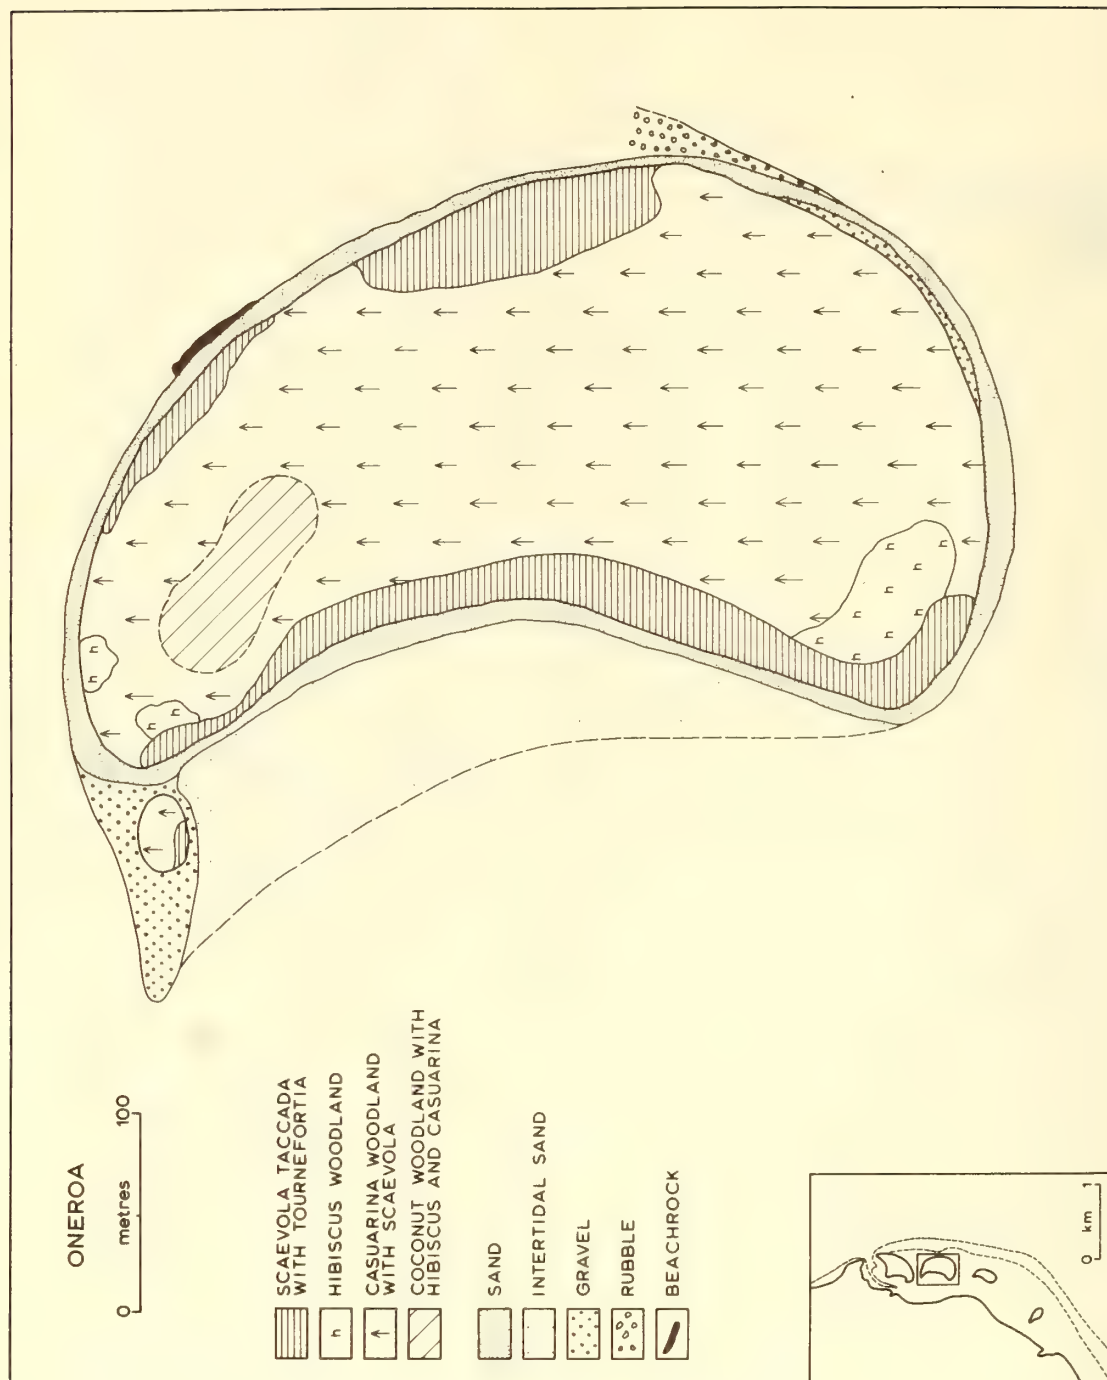 ONEROA
0 100
metres
SCAEVOLA TACCADA
WITH TOURNEFORTIA
h
HIBISCUS WOODLAND
CASUARINA WOODLAND
WITH SCAEVOLA
COCONUT WOODLAND WITH
HIBISCUS AND CASUARINA
SAND
INTERTIDAL SAND
GRAVEL
RUBBLE
BEACHROCK
0 km 1
h
h
h
h
h
h
h
h
h
h
h
h